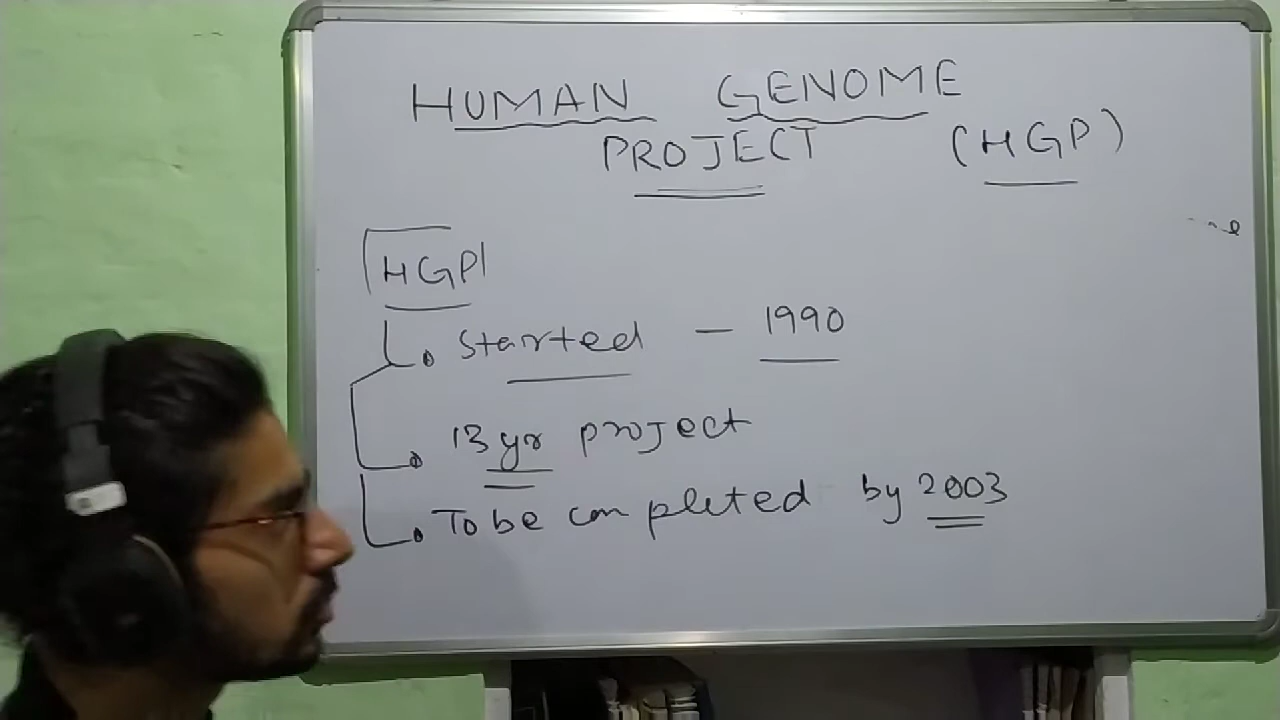 HUMAN GENOME
PROJECT (HGP)
HGP
Started - 1990
13 yr project
To be completed by 2003